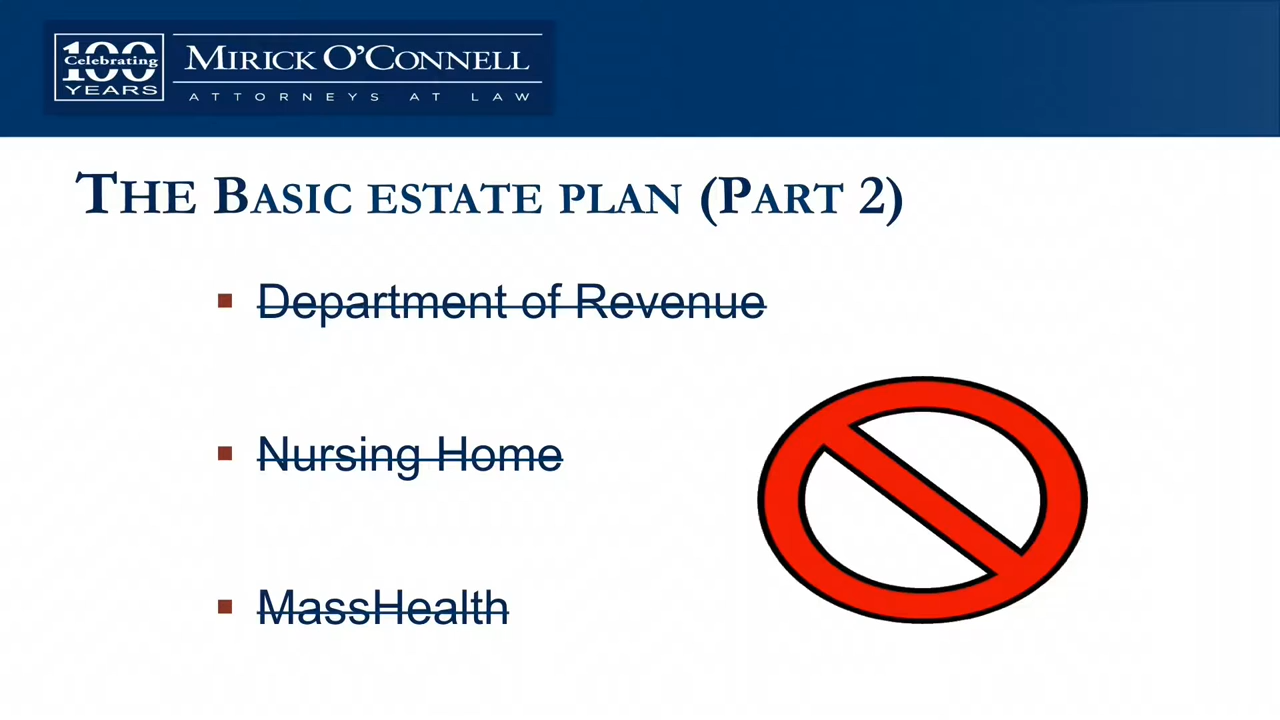 100
Celebrating
YEARS
MIRICK O'CONNELL
ATTORNEYS AT LAW
THE BASIC ESTATE PLAN (PART 2)
Department of Revenue
Nursing Home
MassHealth